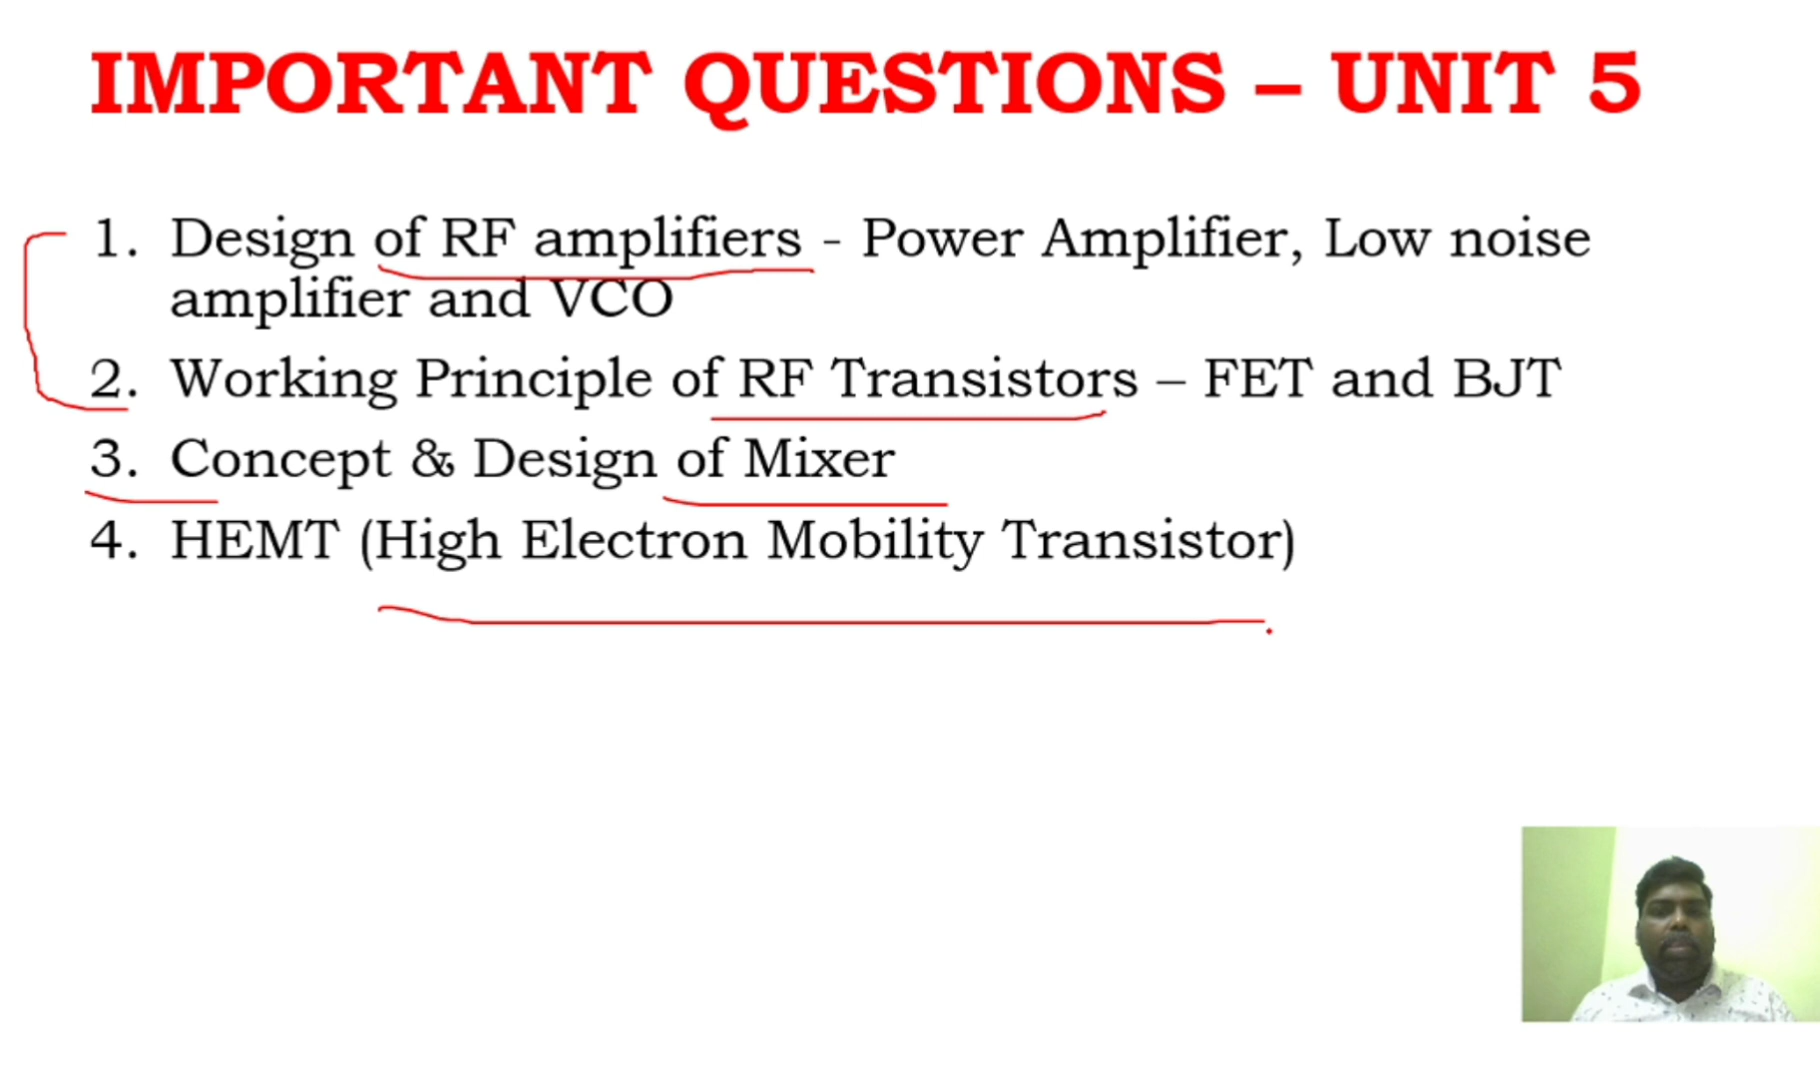 IMPORTANT QUESTIONS – UNIT 5
1. Design of RF amplifiers - Power Amplifier, Low noise
amplifier and VCO
2. Working Principle of RF Transistors – FET and BJT
3. Concept & Design of Mixer
4. HEMT (High Electron Mobility Transistor)